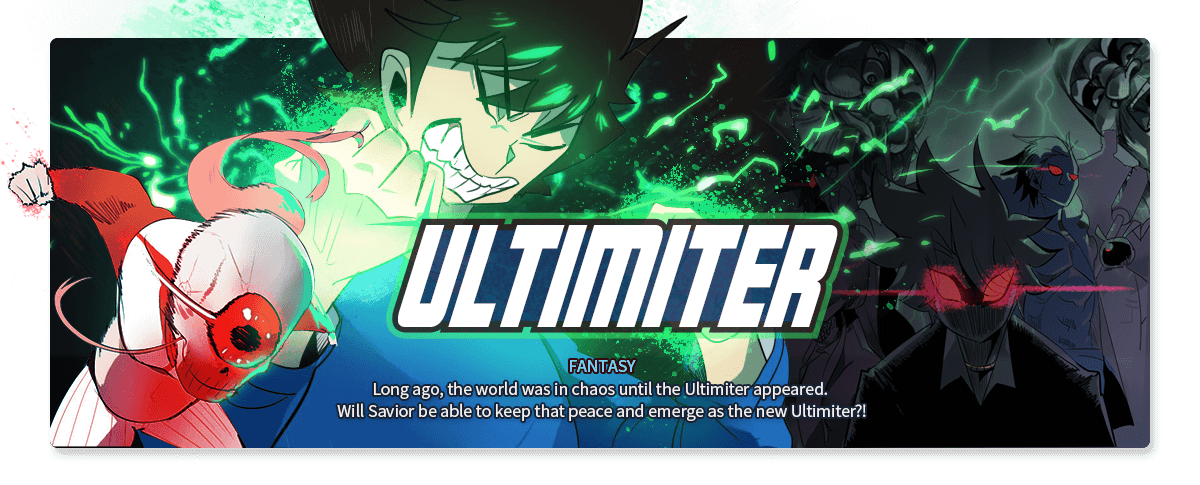 ULTIMITER
FANTASY
Long ago, the world was in chaos until the Ultimiter appeared.
Will Savior be able to keep that peace and emerge as the new Ultimiter?!